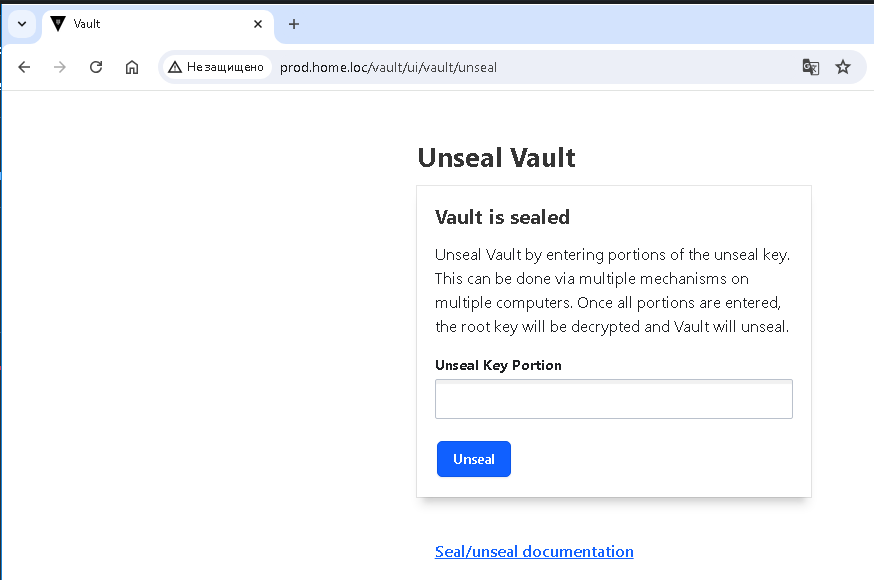 Vault
Не защищено
prod.home.loc/vault/ui/vault/unseal
Unseal Vault
Vault is sealed
Unseal Vault by entering portions of the unseal key.
This can be done via multiple mechanisms on
multiple computers. Once all portions are entered,
the root key will be decrypted and Vault will unseal.
Unseal Key Portion
Unseal
Seal/unseal documentation